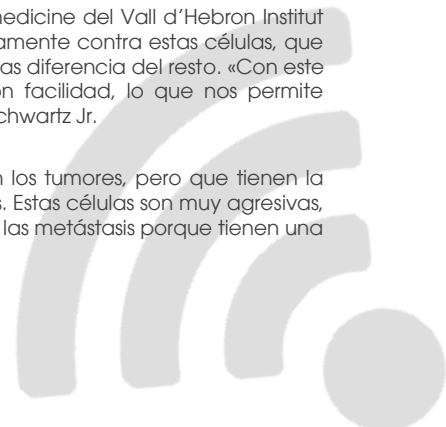 medicine del Vall d’Hebron Institut
amente contra estas células, que
as diferencia del resto. «Con este
n facilidad, lo que nos permite
chwartz Jr.
n los tumores, pero que tienen la
s. Estas células son muy agresivas,
las metástasis porque tienen una